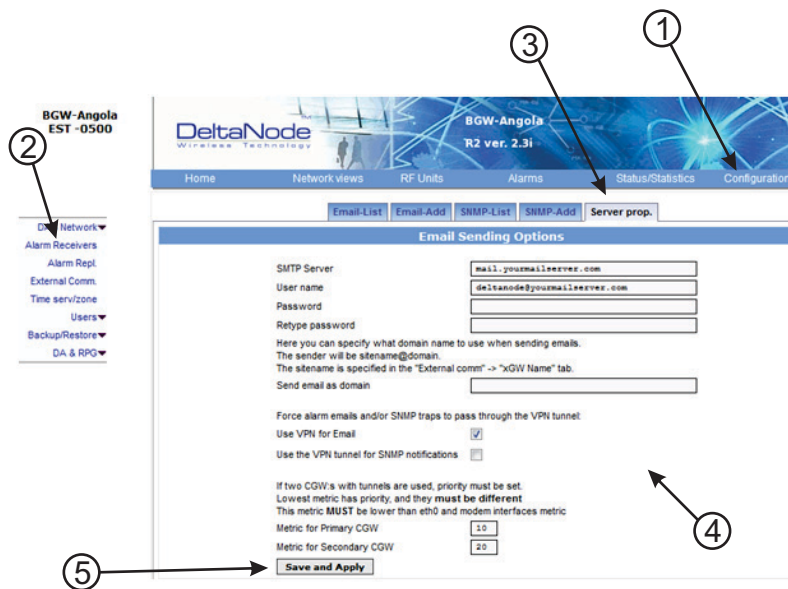 1
3
BGW-Angola
EST -0500
2
DeltaNode
Wireless Technology
BGW-Angola
R2 ver. 2.3i
Home Network views RF Units Alarms Status/Statistics Configuration
Email-List Email-Add SNMP-List SNMP-Add Server prop.
Network
Alarm Receivers
Alarm Repl.
External Comm.
Time serv/zone
Users
Backup/Restore
DA & RPG
Email Sending Options
SMTP Server mail.yourmailserver.com
User name deltanode@yourmailserver.com
Password
Retype password
Here you can specify what domain name to use when sending emails.
The sender will be sitename@domain.
The sitename is specified in the "External comm" -> "xGW Name" tab.
Send email as domain
Force alarm emails and/or SNMP traps to pass through the VPN tunnel:
Use VPN for Email
Use the VPN tunnel for SNMP notifications
If two CGW:s with tunnels are used, priority must be set.
Lowest metric has priority, and they must be different
This metric MUST be lower than eth0 and modem interfaces metric
Metric for Primary CGW 10
Metric for Secondary CGW 20
4
Save and Apply
5